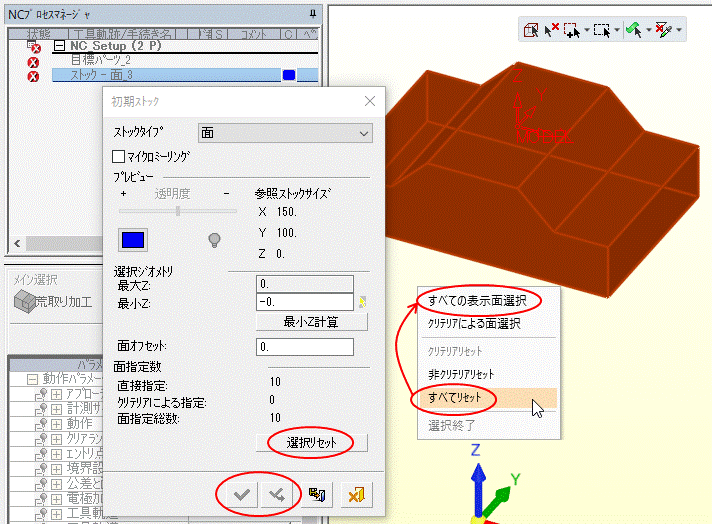 NCﾌﾟﾛｾｽﾏﾈｰｼﾞｬ
状態 工具軌跡/手続き名 S コメント C ペ
NC_Setup (2 P)
目標パーツ_2
ストック - 面_3
初期ストック
ストックタイプ 面
マイクロミーリング
プレビュー
+ 透明度 -
参照ストックサイズ
X 150.
Y 100.
Z 0.
選択ジオメトリ
最大Z: 0.
最小Z: -0.
最小Z計算
面オフセット: 0.
面指定数
直接指定: 10
クリテリアによる指定: 0
面指定総数: 10
選択リセット
メイン選択
荒取り加工
パラメ
動作パラメー
アプローチ
計測サ
動作
クリアラン
エントリ点
境界設
公差と
電極加
工具軌
すべての表示面選択
クリテリアによる面選択
クリテリアリセット
非クリテリアリセット
すべてリセット
選択終了
Z
Y